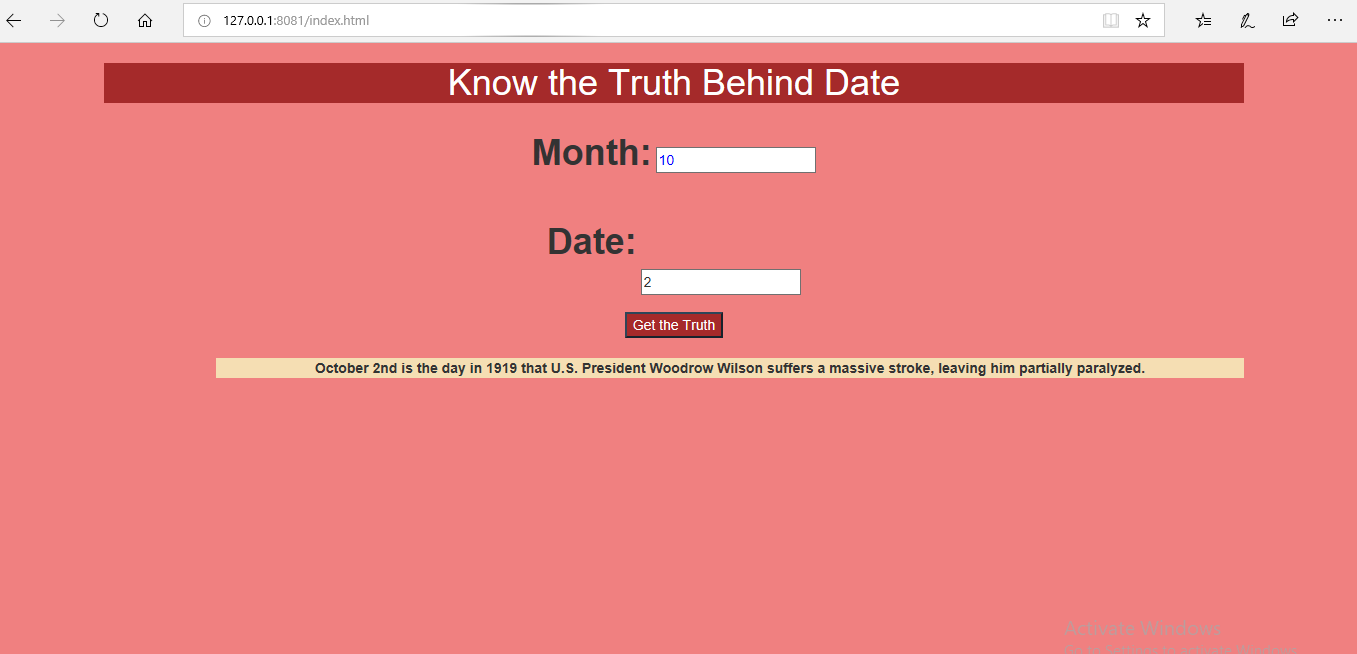 127.0.0.1:8081/index.html
Know the Truth Behind Date
Month: 10
Date:
2
Get the Truth
October 2nd is the day in 1919 that U.S. President Woodrow Wilson suffers a massive stroke, leaving him partially paralyzed.
Activate Windows